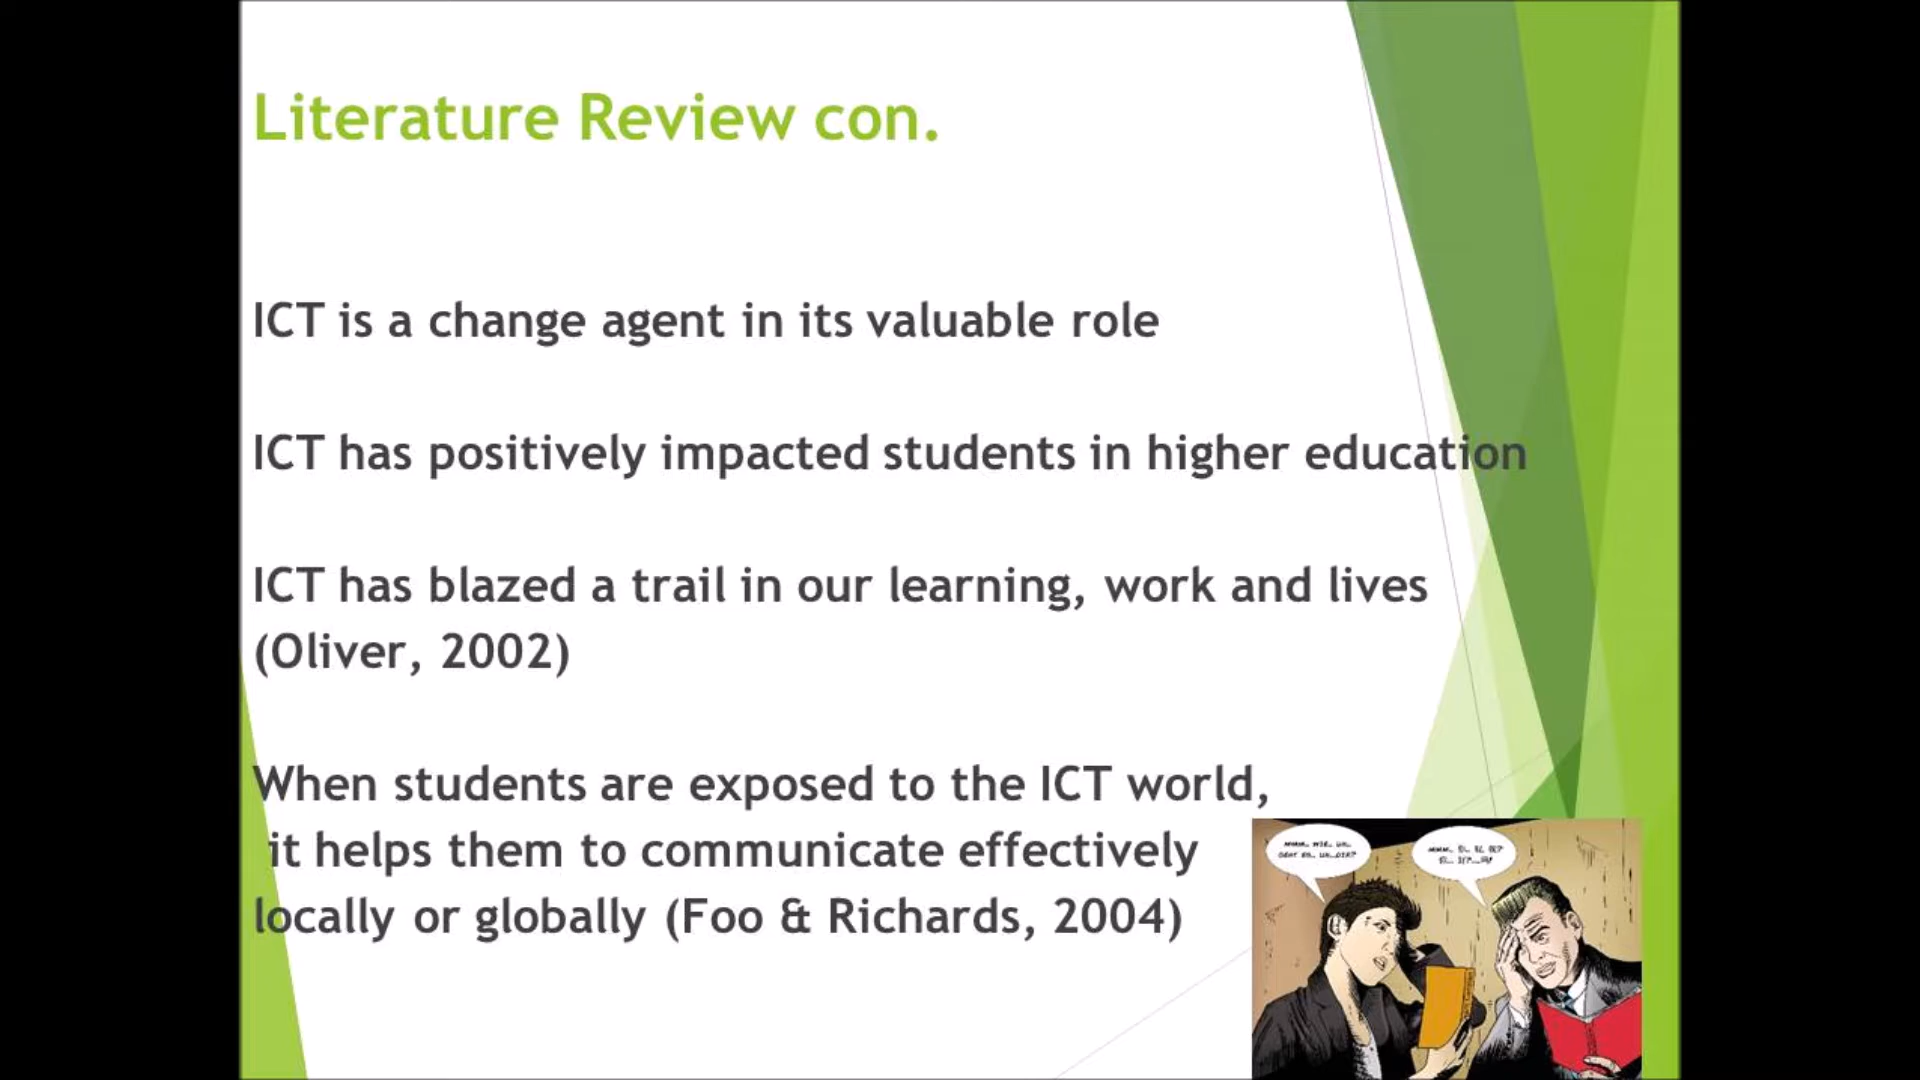 Literature Review con.
ICT is a change agent in its valuable role
ICT has positively impacted students in higher education
ICT has blazed a trail in our learning, work and lives
(Oliver, 2002)
When students are exposed to the ICT world,
it helps them to communicate effectively
locally or globally (Foo & Richards, 2004)